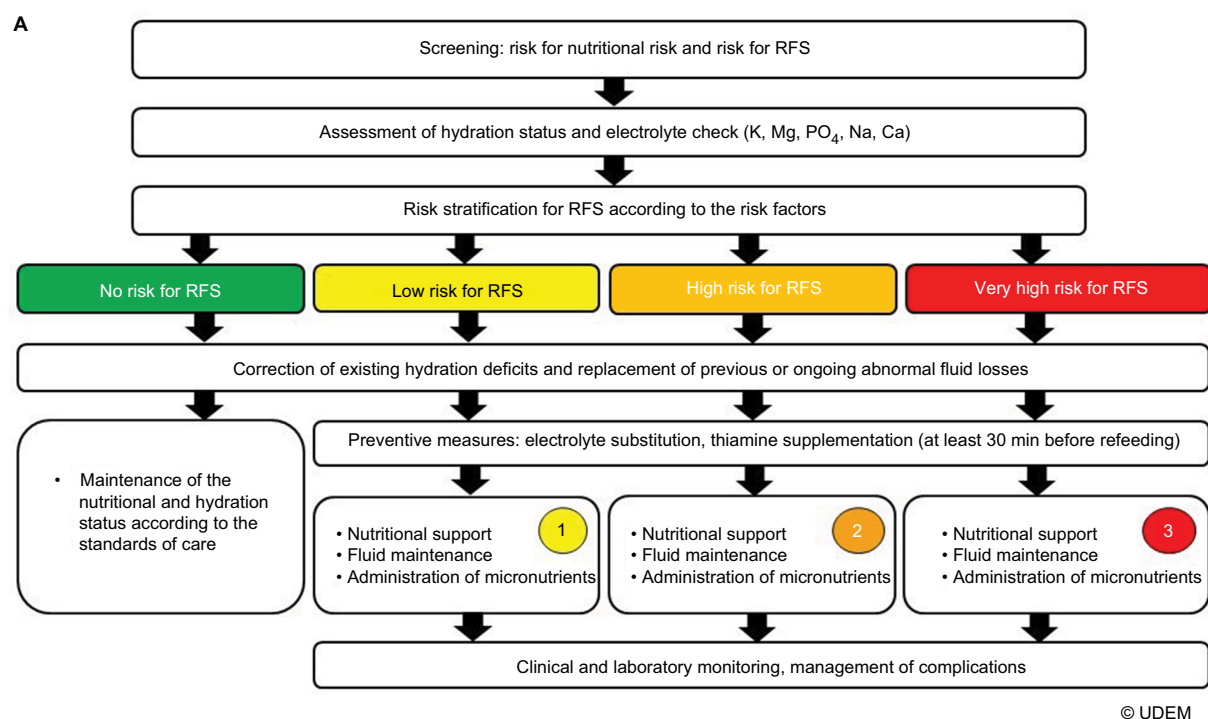 A
Screening: risk for nutritional risk and risk for RFS
Assessment of hydration status and electrolyte check (K, Mg, PO4, Na, Ca)
Risk stratification for RFS according to the risk factors
No risk for RFS
Low risk for RFS
High risk for RFS
Very high risk for RFS
Correction of existing hydration deficits and replacement of previous or ongoing abnormal fluid losses
• Maintenance of the
nutritional and hydration
status according to the
standards of care
Preventive measures: electrolyte substitution, thiamine supplementation (at least 30 min before refeeding)
• Nutritional support
• Fluid maintenance
• Administration of micronutrients
1
• Nutritional support
• Fluid maintenance
• Administration of micronutrients
2
• Nutritional support
• Fluid maintenance
• Administration of micronutrients
3
Clinical and laboratory monitoring, management of complications
© UDEM